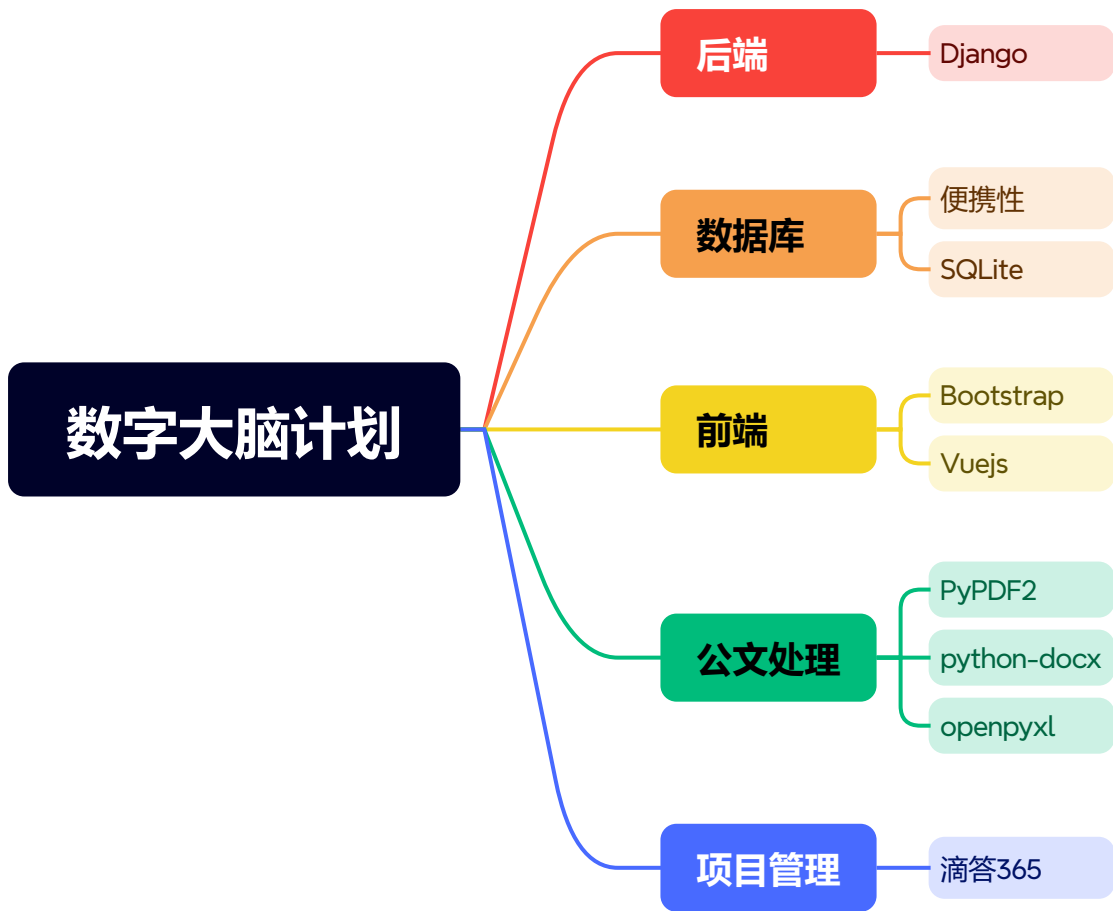 数字大脑计划
后端
Django
数据库
便携性
SQLite
前端
Bootstrap
Vuejs
公文处理
PyPDF2
python-docx
openpyxl
项目管理
滴答365